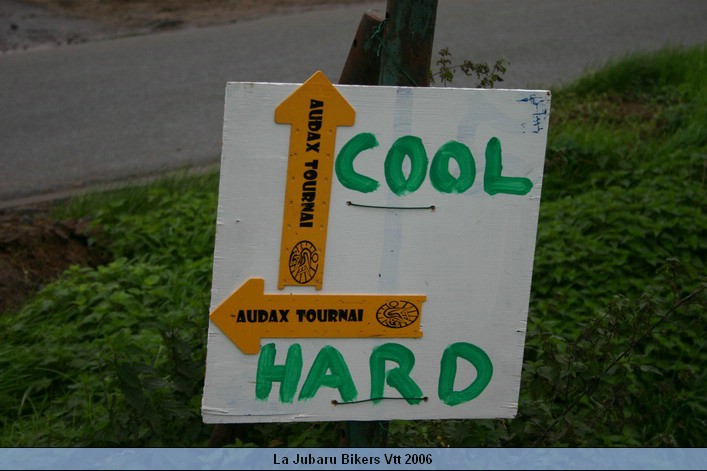 COOL
AUDAX TOURNAI
AUDAX TOURNAI
HARD
La Jubaru Bikers Vtt 2006